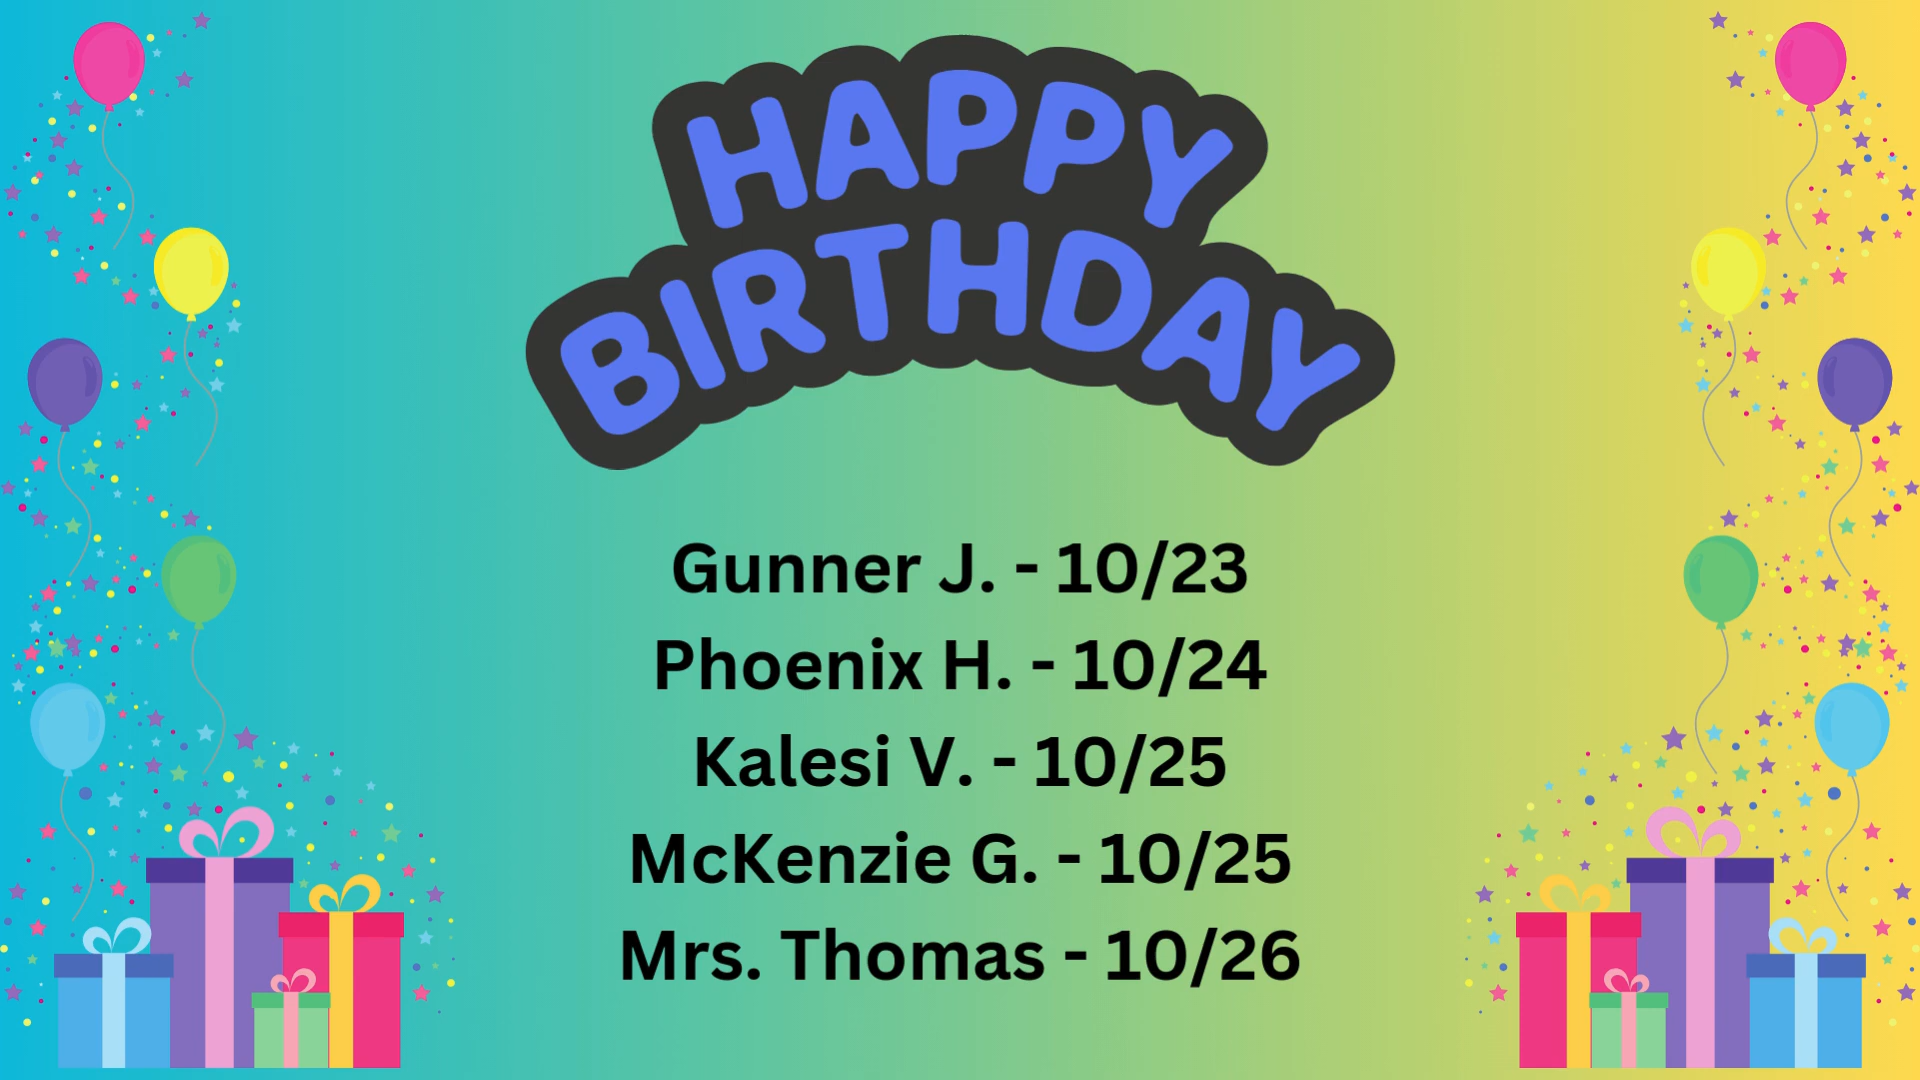 HAPPY
BIRTHDAY
Gunner J. - 10/23
Phoenix H. - 10/24
Kalesi V. - 10/25
McKenzie G. - 10/25
Mrs. Thomas - 10/26